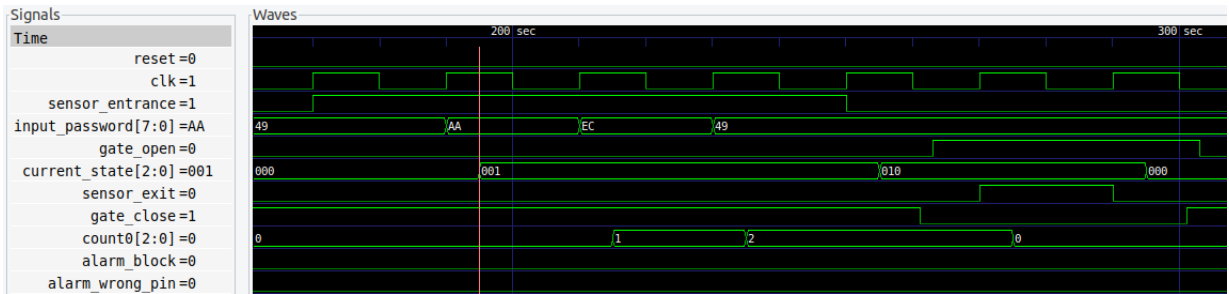 Signals
Waves
Time
200 sec
300 sec
reset=0
clk=1
sensor_entrance=1
input_password[7:0]=AA
49
AA
EC
49
gate_open=0
current_state[2:0]=001
000
001
010
000
sensor_exit=0
gate_close=1
count0[2:0]=0
0
1
2
0
alarm_block=0
alarm_wrong_pin=0